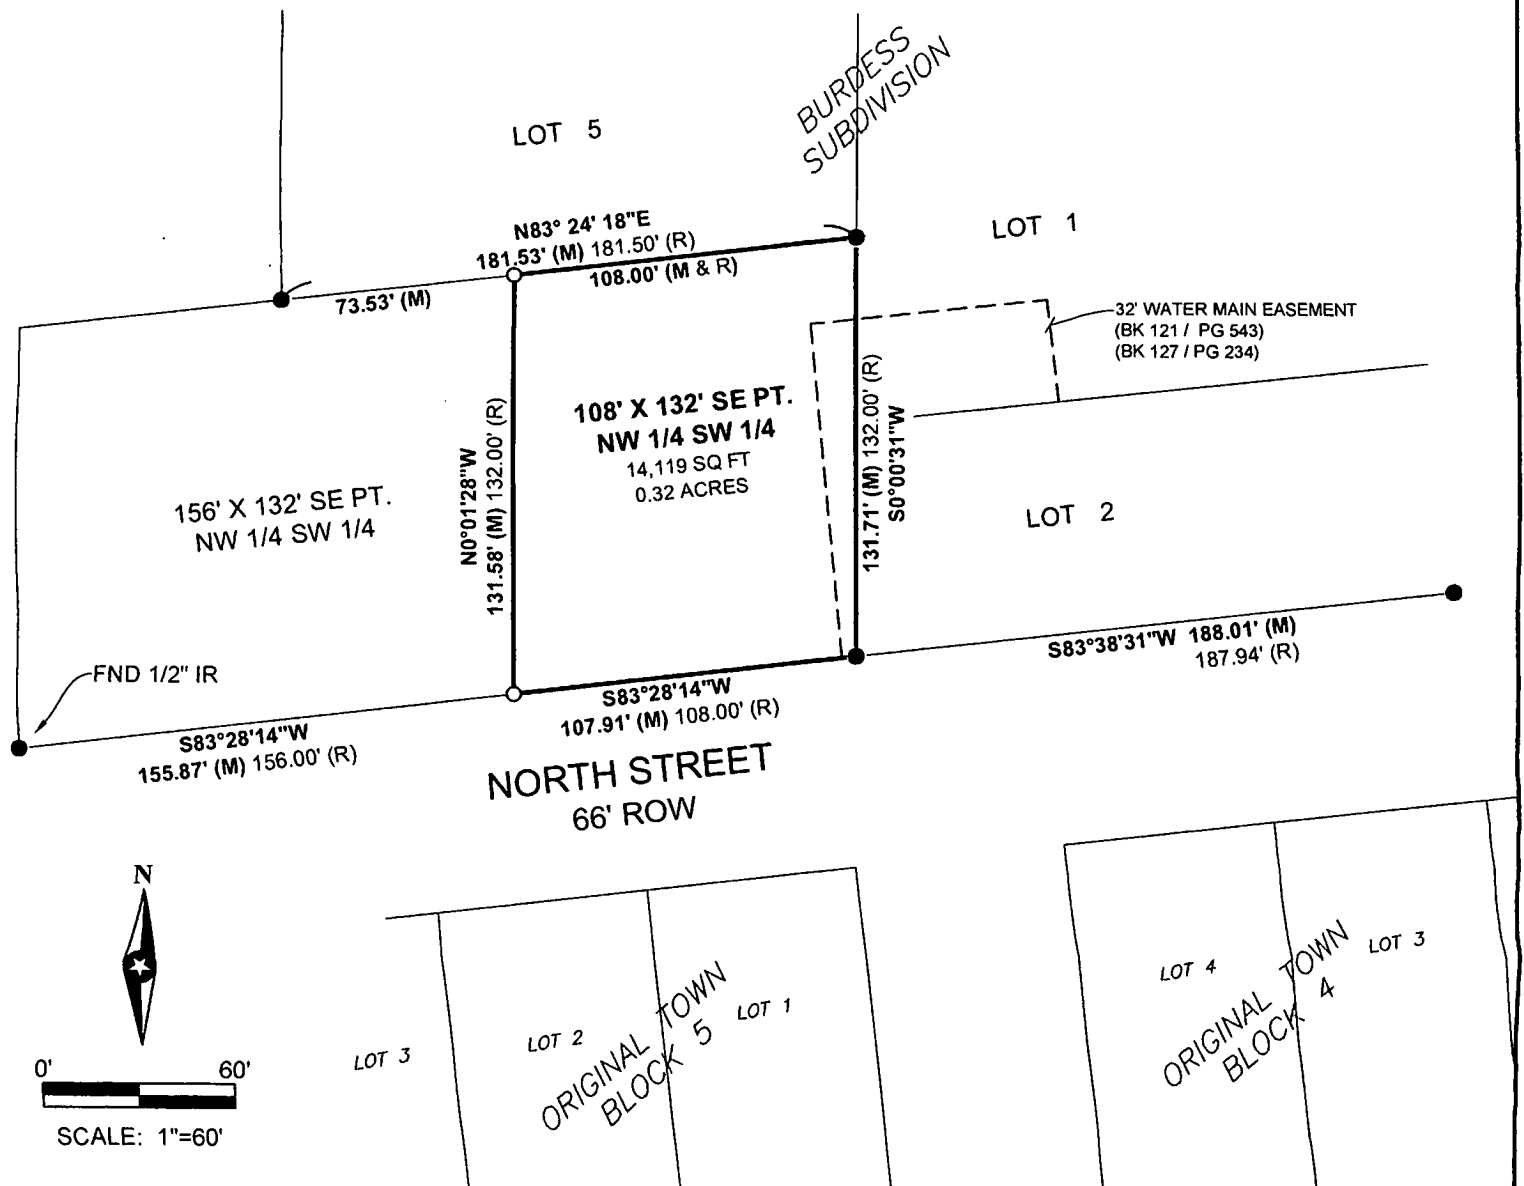 BURDESS
SUBDIVISION
LOT 5
LOT 1
N83° 24' 18"E
181.53' (M) 181.50' (R)
108.00' (M & R)
73.53' (M)
32' WATER MAIN EASEMENT
(BK 121 / PG 543)
(BK 127 / PG 234)
108' X 132' SE PT.
NW 1/4 SW 1/4
14,119 SQ FT
0.32 ACRES
N0°01'28"W
131.58' (M) 132.00' (R)
131.71' (M) 132.00' (R)
S0°00'31"W
156' X 132' SE PT.
NW 1/4 SW 1/4
LOT 2
FND 1/2" IR
S83°38'31"W 188.01' (M)
187.94' (R)
S83°28'14"W
107.91' (M) 108.00' (R)
S83°28'14"W
155.87' (M) 156.00' (R)
NORTH STREET
66' ROW
N
0' 60'
SCALE: 1"=60'
LOT 3
LOT 2
LOT 1
ORIGINAL TOWN
BLOCK 5
LOT 4
LOT 3
ORIGINAL TOWN
BLOCK 4